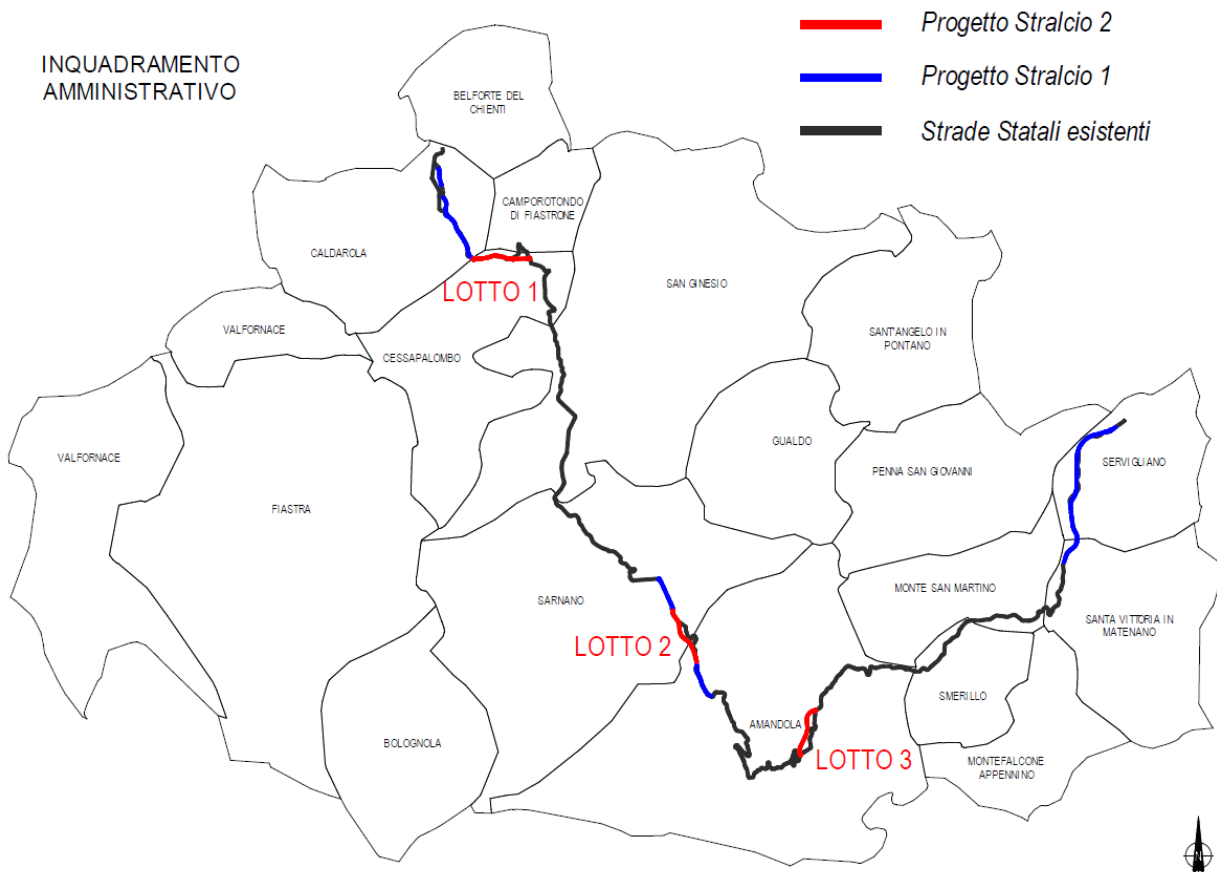 INQUADRAMENTO
AMMINISTRATIVO
Progetto Stralcio 2
Progetto Stralcio 1
Strade Statali esistenti
BELFORTE DEL
CHIENTI
CAMPOROTONDO
DI FIASTRONE
CALDAROLA
LOTTO 1
SAN GINESIO
VALFORNACE
CESSAPALOMBO
SANT'ANGELO IN
PONTANO
GUALDO
VALFORNACE
PENNA SAN GIOVANNI
SERVIGLIANO
FIASTRA
SARNANO
MONTE SAN MARTINO
SANTA VITTORIA IN
MATENANO
LOTTO 2
SMERILLO
AMANDOLA
BOLOGNOLA
LOTTO 3
MONTEFALCONE
APPENNINO